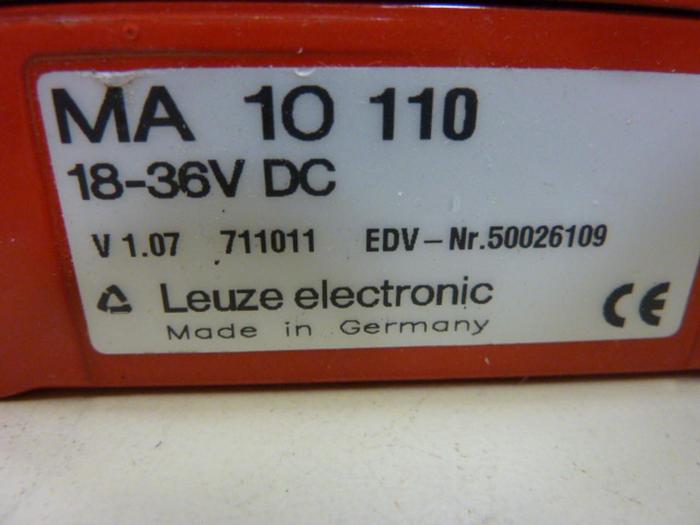 MA 10 110
18-36V DC
V 1.07 711011 EDV-Nr.50026109
Leuze electronic
Made in Germany
CE